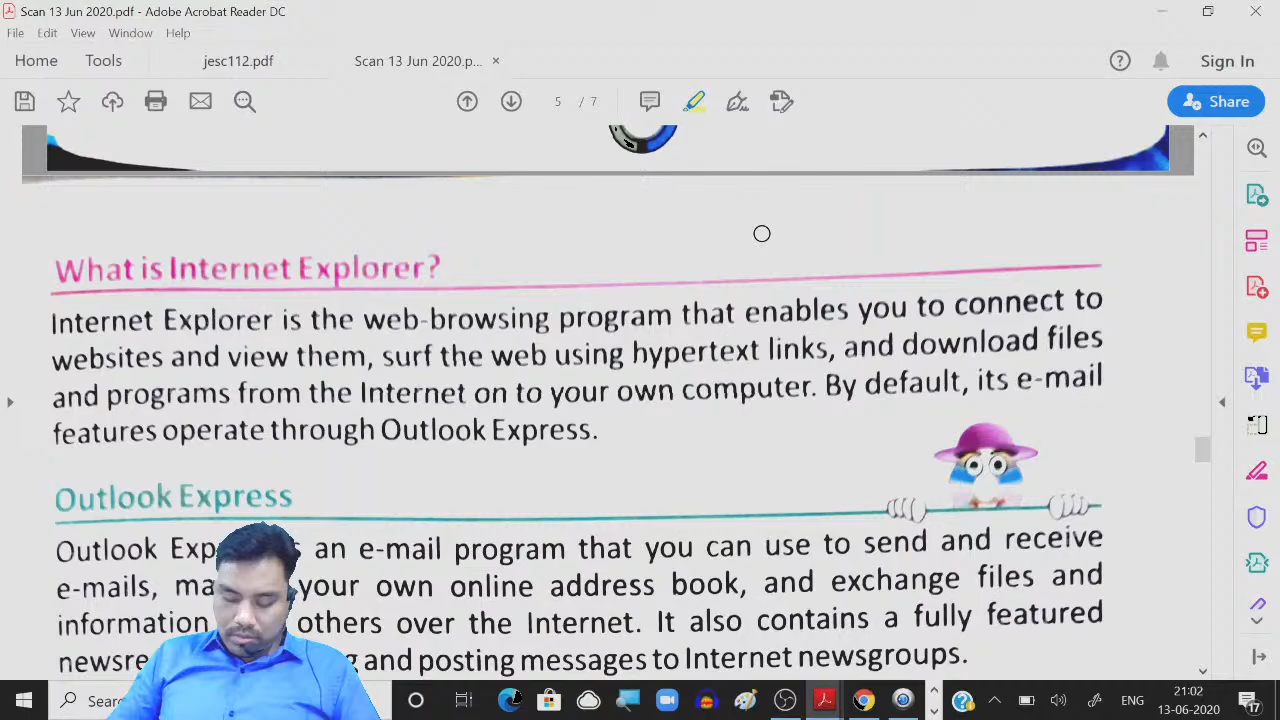 Scan 13 Jun 2020.pdf - Adobe Acrobat Reader DC
File Edit View Window Help
Home Tools jesc112.pdf Scan 13 Jun 2020.p... × Sign In
5 / 7 Share
What is Internet Explorer?
Internet Explorer is the web-browsing program that enables you to connect to
websites and view them, surf the web using hypertext links, and download files
and programs from the Internet on to your own computer. By default, its e-mail
features operate through Outlook Express.
Outlook Express
Outlook Exp an e-mail program that you can use to send and receive
e-mails, ma your own online address book, and exchange files and
information others over the Internet. It also contains a fully featured
newsre g and posting messages to Internet newsgroups.
Searc ENG 21:02
13-06-2020 17